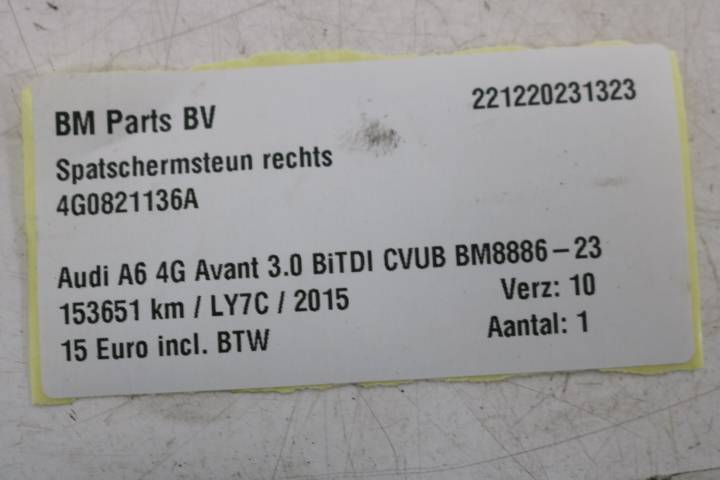 BM Parts BV 221220231323
Spatschermsteun rechts
4G0821136A
Audi A6 4G Avant 3.0 BiTDI CVUB BM8886-23
153651 km / LY7C / 2015 Verz: 10
15 Euro incl. BTW Aantal: 1